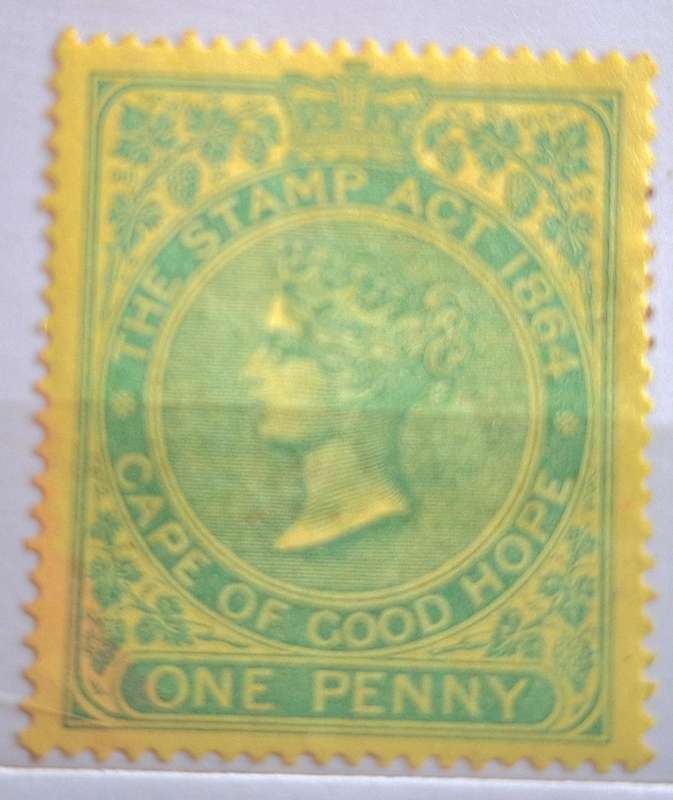 THE STAMP ACT 1864
CAPE OF GOOD HOPE
ONE PENNY